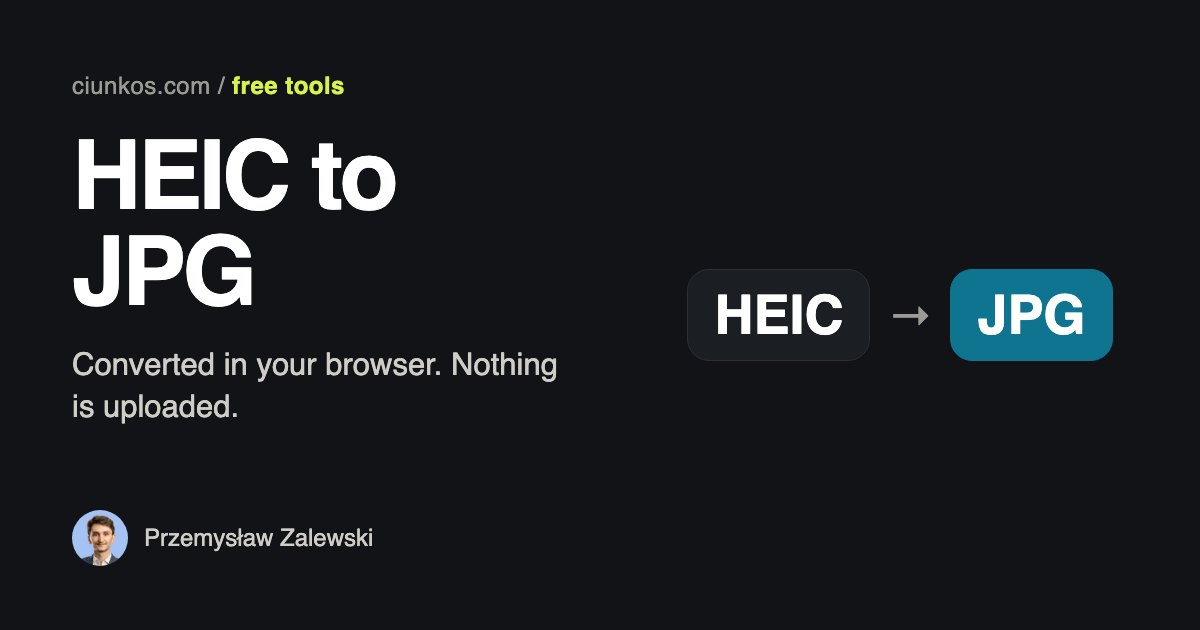 ciunkos.com / free tools
HEIC to
JPG
Converted in your browser. Nothing
is uploaded.
HEIC → JPG
Przemysław Zalewski